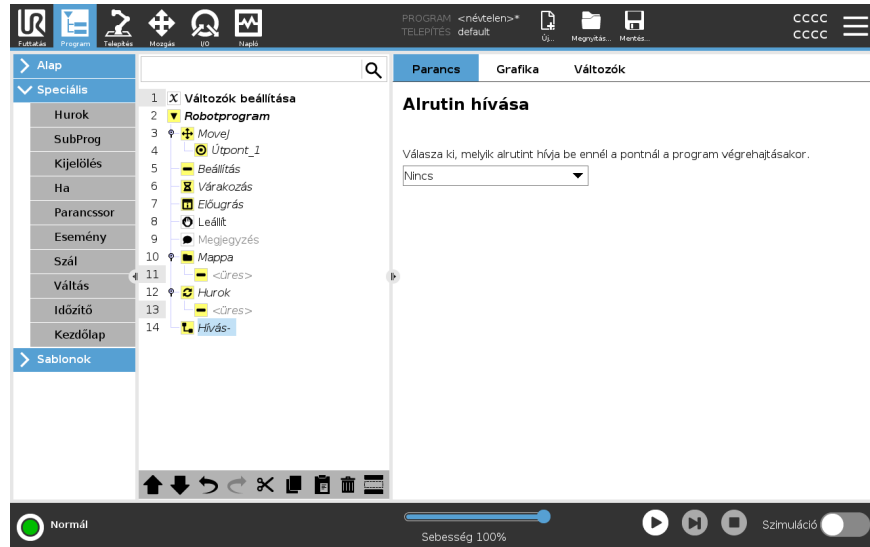 Futtatás
Program
Telepítés
Mozgás
I/O
Napló
PROGRAM <névtelen>*
TELEPÍTÉS default
Új...
Megnyitás...
Mentés...
CCCC
CCCC
Alap
Speciális
Hurok
SubProg
Kijelölés
Ha
Parancssor
Esemény
Szál
Váltás
Időzítő
Kezdőlap
Sablonok
1 X Változók beállítása
2 Robotprogram
3 MoveJ
4 Útpont_1
5 Beállítás
6 Várakozás
7 Előugrás
8 Leállít
9 Megjegyzés
10 Mappa
11 <üres>
12 Hurok
13 <üres>
14 Hívás-
Parancs
Grafika
Változók
Alrutin hívása
Válasza ki, melyik alrutint hívja be ennél a pontnál a program végrehajtásakor.
Nincs
Normál
Sebesség 100%
Szimuláció